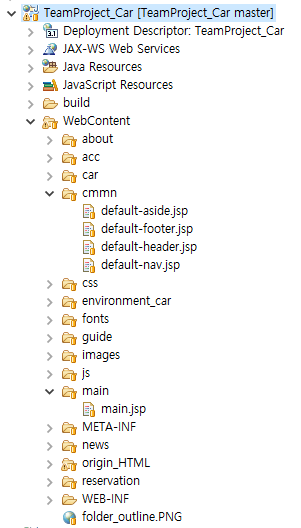 TeamProject_Car [TeamProject_Car master]
Deployment Descriptor: TeamProject_Car
JAX-WS Web Services
Java Resources
JavaScript Resources
build
WebContent
about
acc
car
cmmn
default-aside.jsp
default-footer.jsp
default-header.jsp
default-nav.jsp
css
environment_car
fonts
guide
images
js
main
main.jsp
META-INF
news
origin_HTML
reservation
WEB-INF
folder_outline.PNG